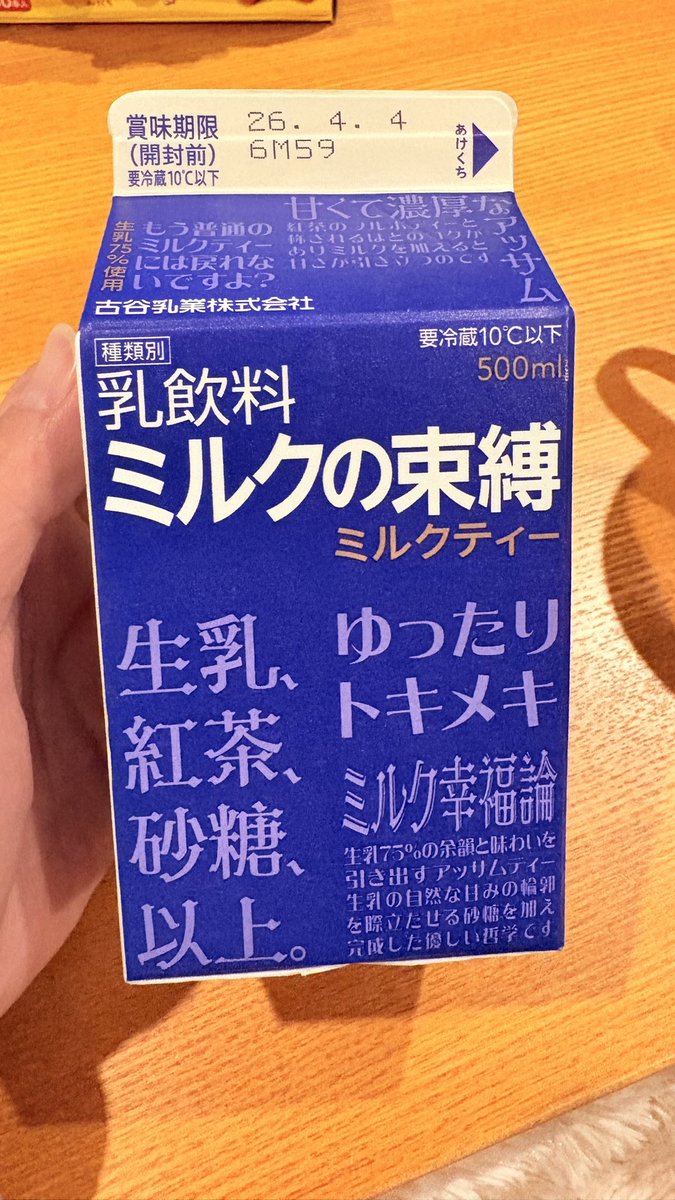 賞味期限
(開封前)
要冷蔵10℃以下
26. 4. 4
6M59
あけくち
生乳75%使用
もう普通の
ミルクティー
には戻れな
いですよ?
甘くて濃厚な
アッサム
古谷乳業株式会社
種類別
乳飲料
要冷蔵10℃以下
500ml
ミルクの束縛
ミルクティー
生乳、
紅茶、
砂糖、
以上。
ゆったり
トキメキ
ミルク幸福論
生乳75%の余韻と味わいを
引き出すアッサムティー
生乳の自然な甘みの輪郭
を際立だせる砂糖を加え
完成した優しい哲学です